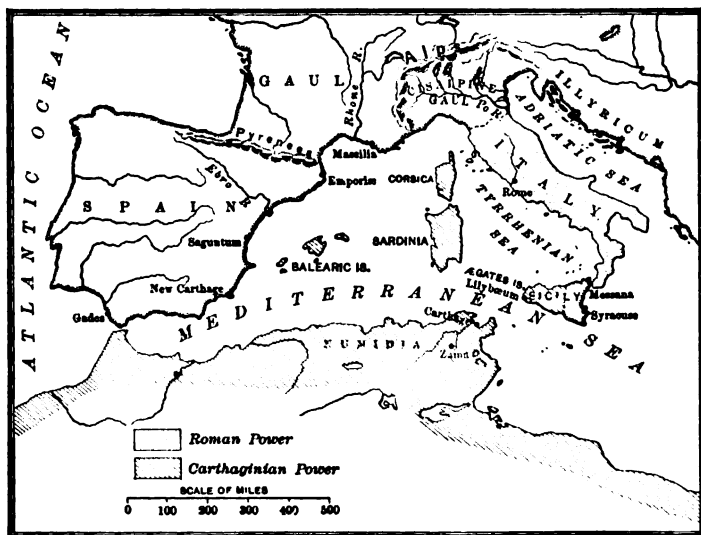 ATLANTIC OCEAN
GAUL
Rhone R.
ALPS
CISALPINE
GAUL
Po R.
ILLYRICUM
ADRIATIC SEA
Pyrenees
Massilia
Emporiae
CORSICA
ITALY
Rome
Ebro R.
SPAIN
Saguntum
SARDINIA
TYRRHENIAN
SEA
BALEARIC IS.
New Carthage
Gades
ÆGATES IS.
Lilybœum
SICILY
Messana
Syracuse
MEDITERRANEAN SEA
Carthage
NUMIDIA
Zama
Roman Power
Carthaginian Power
SCALE OF MILES
0 100 200 300 400 500